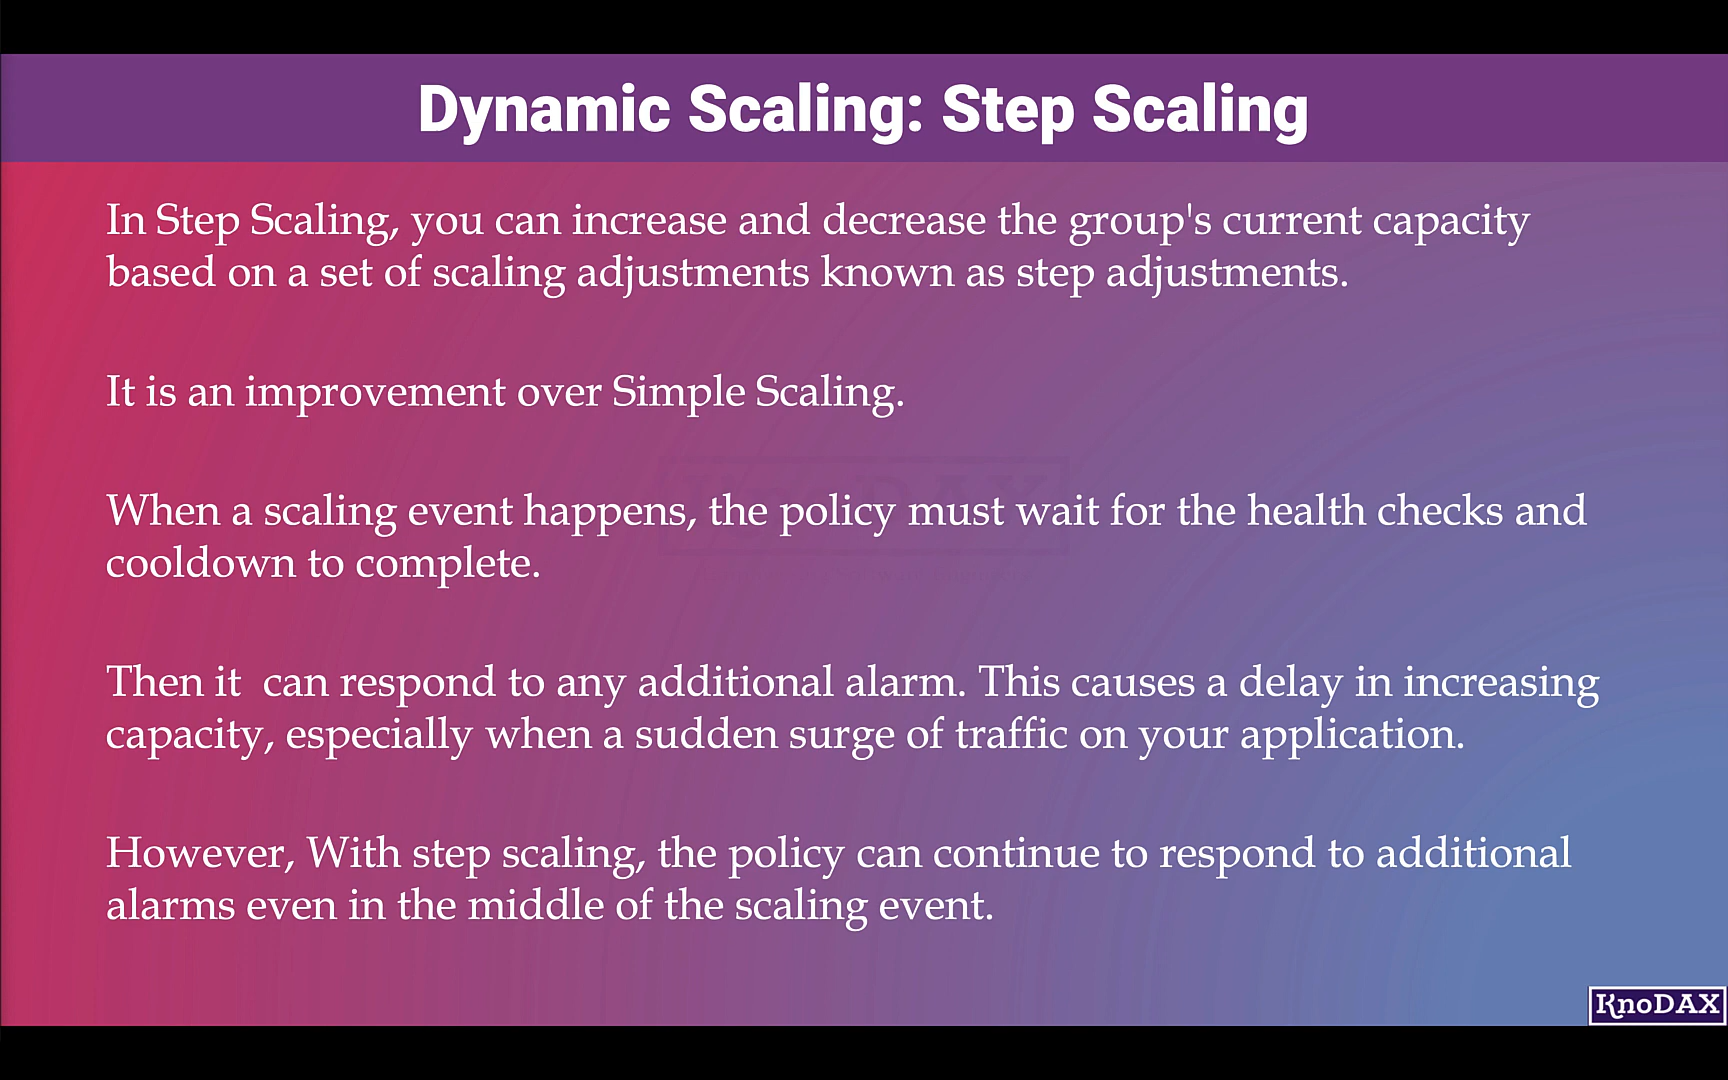 Dynamic Scaling: Step Scaling
In Step Scaling, you can increase and decrease the group's current capacity
based on a set of scaling adjustments known as step adjustments.
It is an improvement over Simple Scaling.
When a scaling event happens, the policy must wait for the health checks and
cooldown to complete.
Then it  can respond to any additional alarm. This causes a delay in increasing
capacity, especially when a sudden surge of traffic on your application.
However, With step scaling, the policy can continue to respond to additional
alarms even in the middle of the scaling event.
KnoDAX